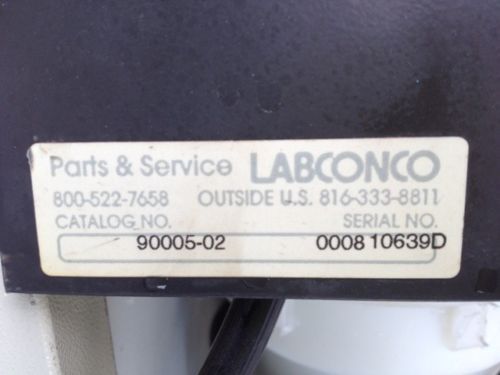 Parts & Service LABCONCO
800-522-7658 OUTSIDE U.S. 816-333-8811
CATALOG NO. SERIAL NO.
90005-02 0008 10639D